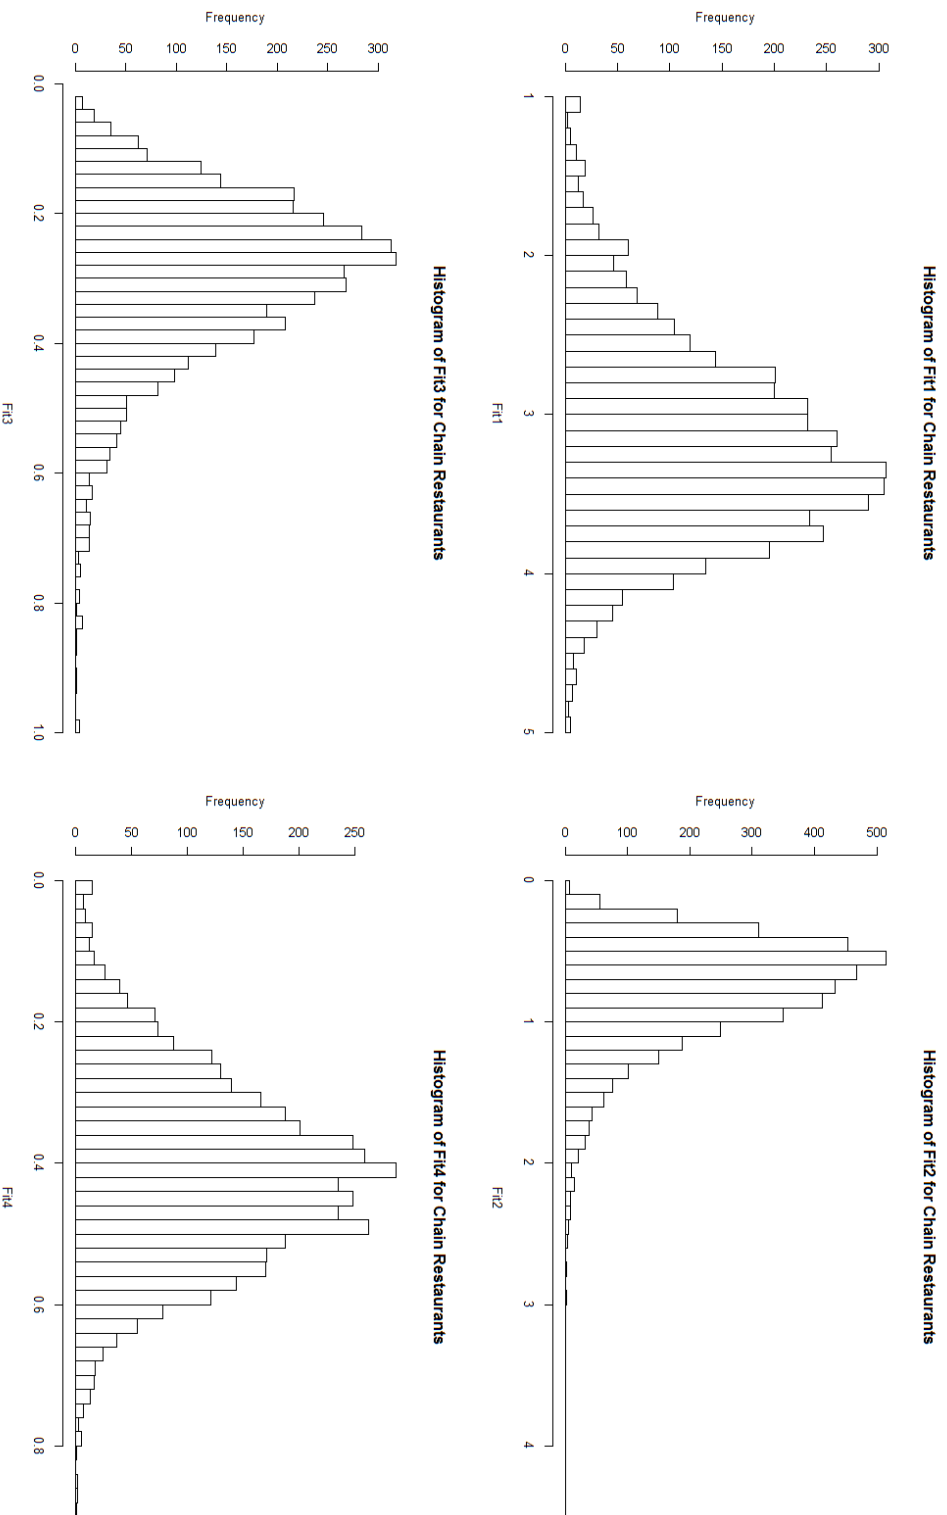 Histogram of Fit1 for Chain Restaurants
Frequency
0 50 100 150 200 250 300
1 2 3 4 5
Fit1
Histogram of Fit2 for Chain Restaurants
Frequency
0 100 200 300 400 500
0 1 2 3 4
Fit2
Histogram of Fit3 for Chain Restaurants
Frequency
0 50 100 150 200 250 300
0.0 0.2 0.4 0.6 0.8 1.0
Fit3
Histogram of Fit4 for Chain Restaurants
Frequency
0 50 100 150 200 250
0.0 0.2 0.4 0.6 0.8
Fit4